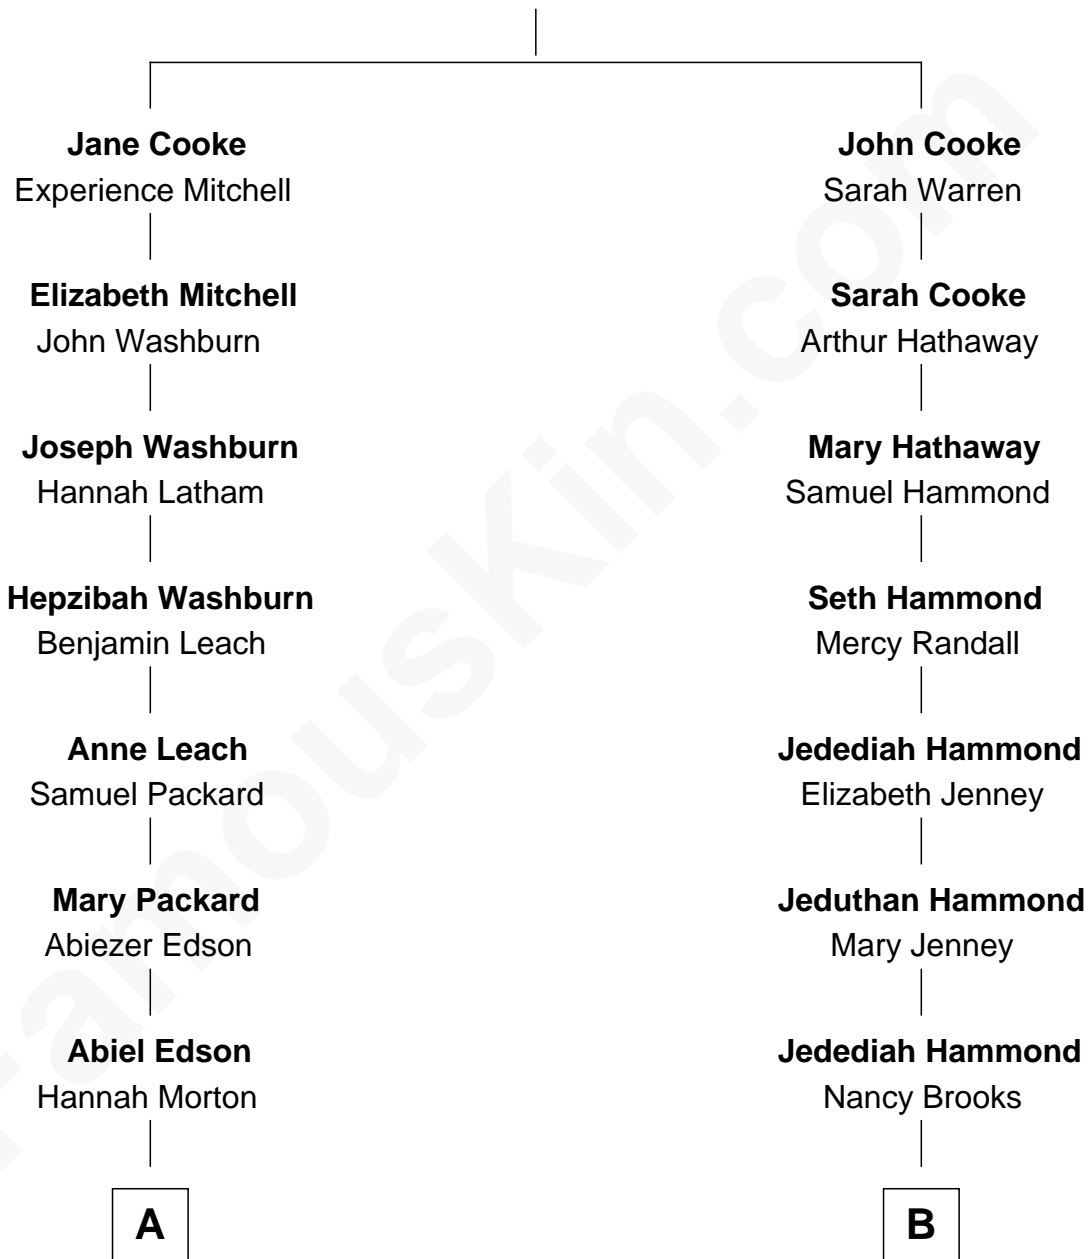 Jane Cooke
Experience Mitchell
Elizabeth Mitchell
John Washburn
Joseph Washburn
Hannah Latham
Hepzibah Washburn
Benjamin Leach
Anne Leach
Samuel Packard
Mary Packard
Abiezer Edson
Abiel Edson
Hannah Morton
A
John Cooke
Sarah Warren
Sarah Cooke
Arthur Hathaway
Mary Hathaway
Samuel Hammond
Seth Hammond
Mercy Randall
Jedediah Hammond
Elizabeth Jenney
Jeduthan Hammond
Mary Jenney
Jedediah Hammond
Nancy Brooks
B
FamousKin.com